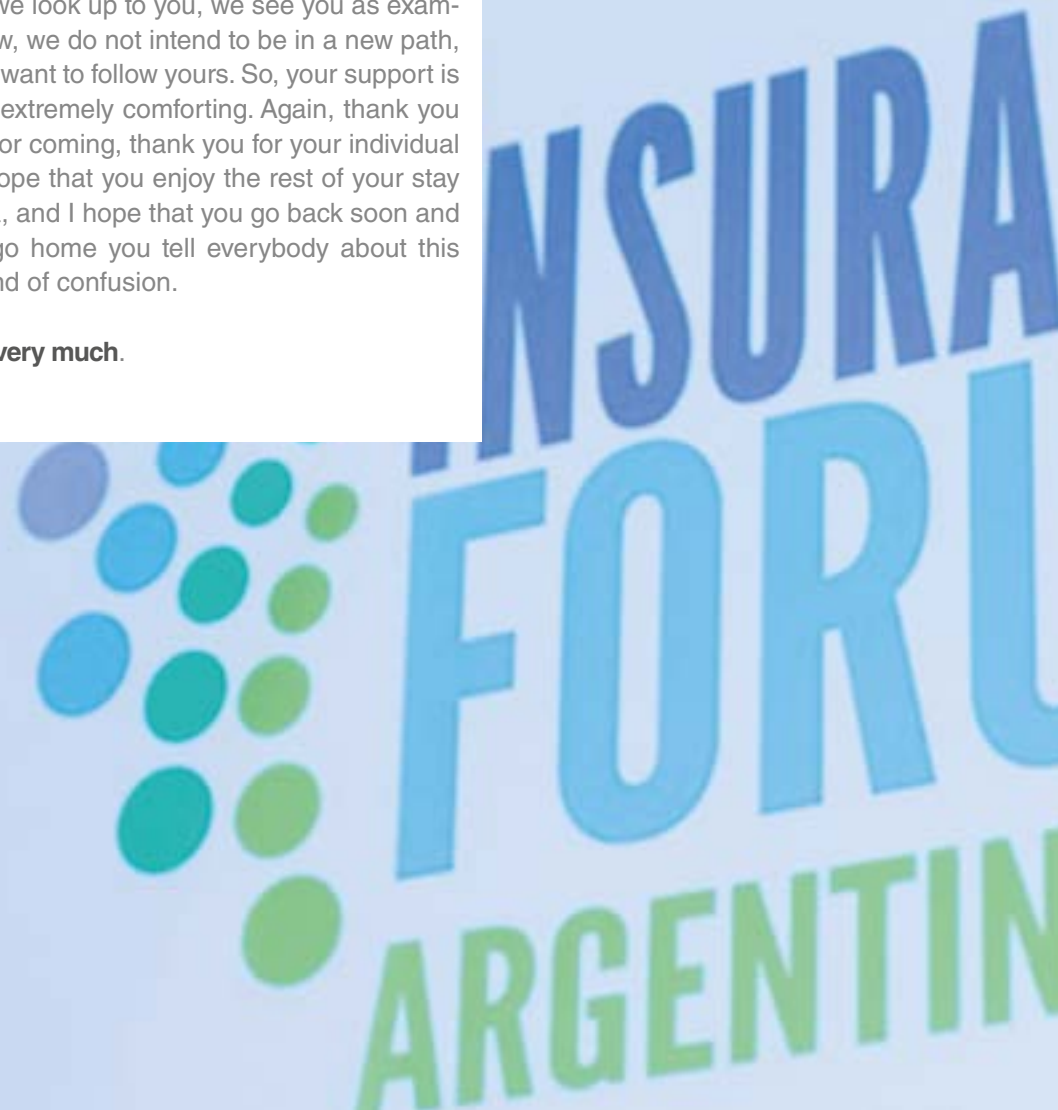 we look up to you, we see you as exam-
w, we do not intend to be in a new path,
want to follow yours. So, your support is
extremely comforting. Again, thank you
or coming, thank you for your individual
ope that you enjoy the rest of your stay
, and I hope that you go back soon and
go home you tell everybody about this
nd of confusion.
very much.
INSURA
FORU
ARGENTIN